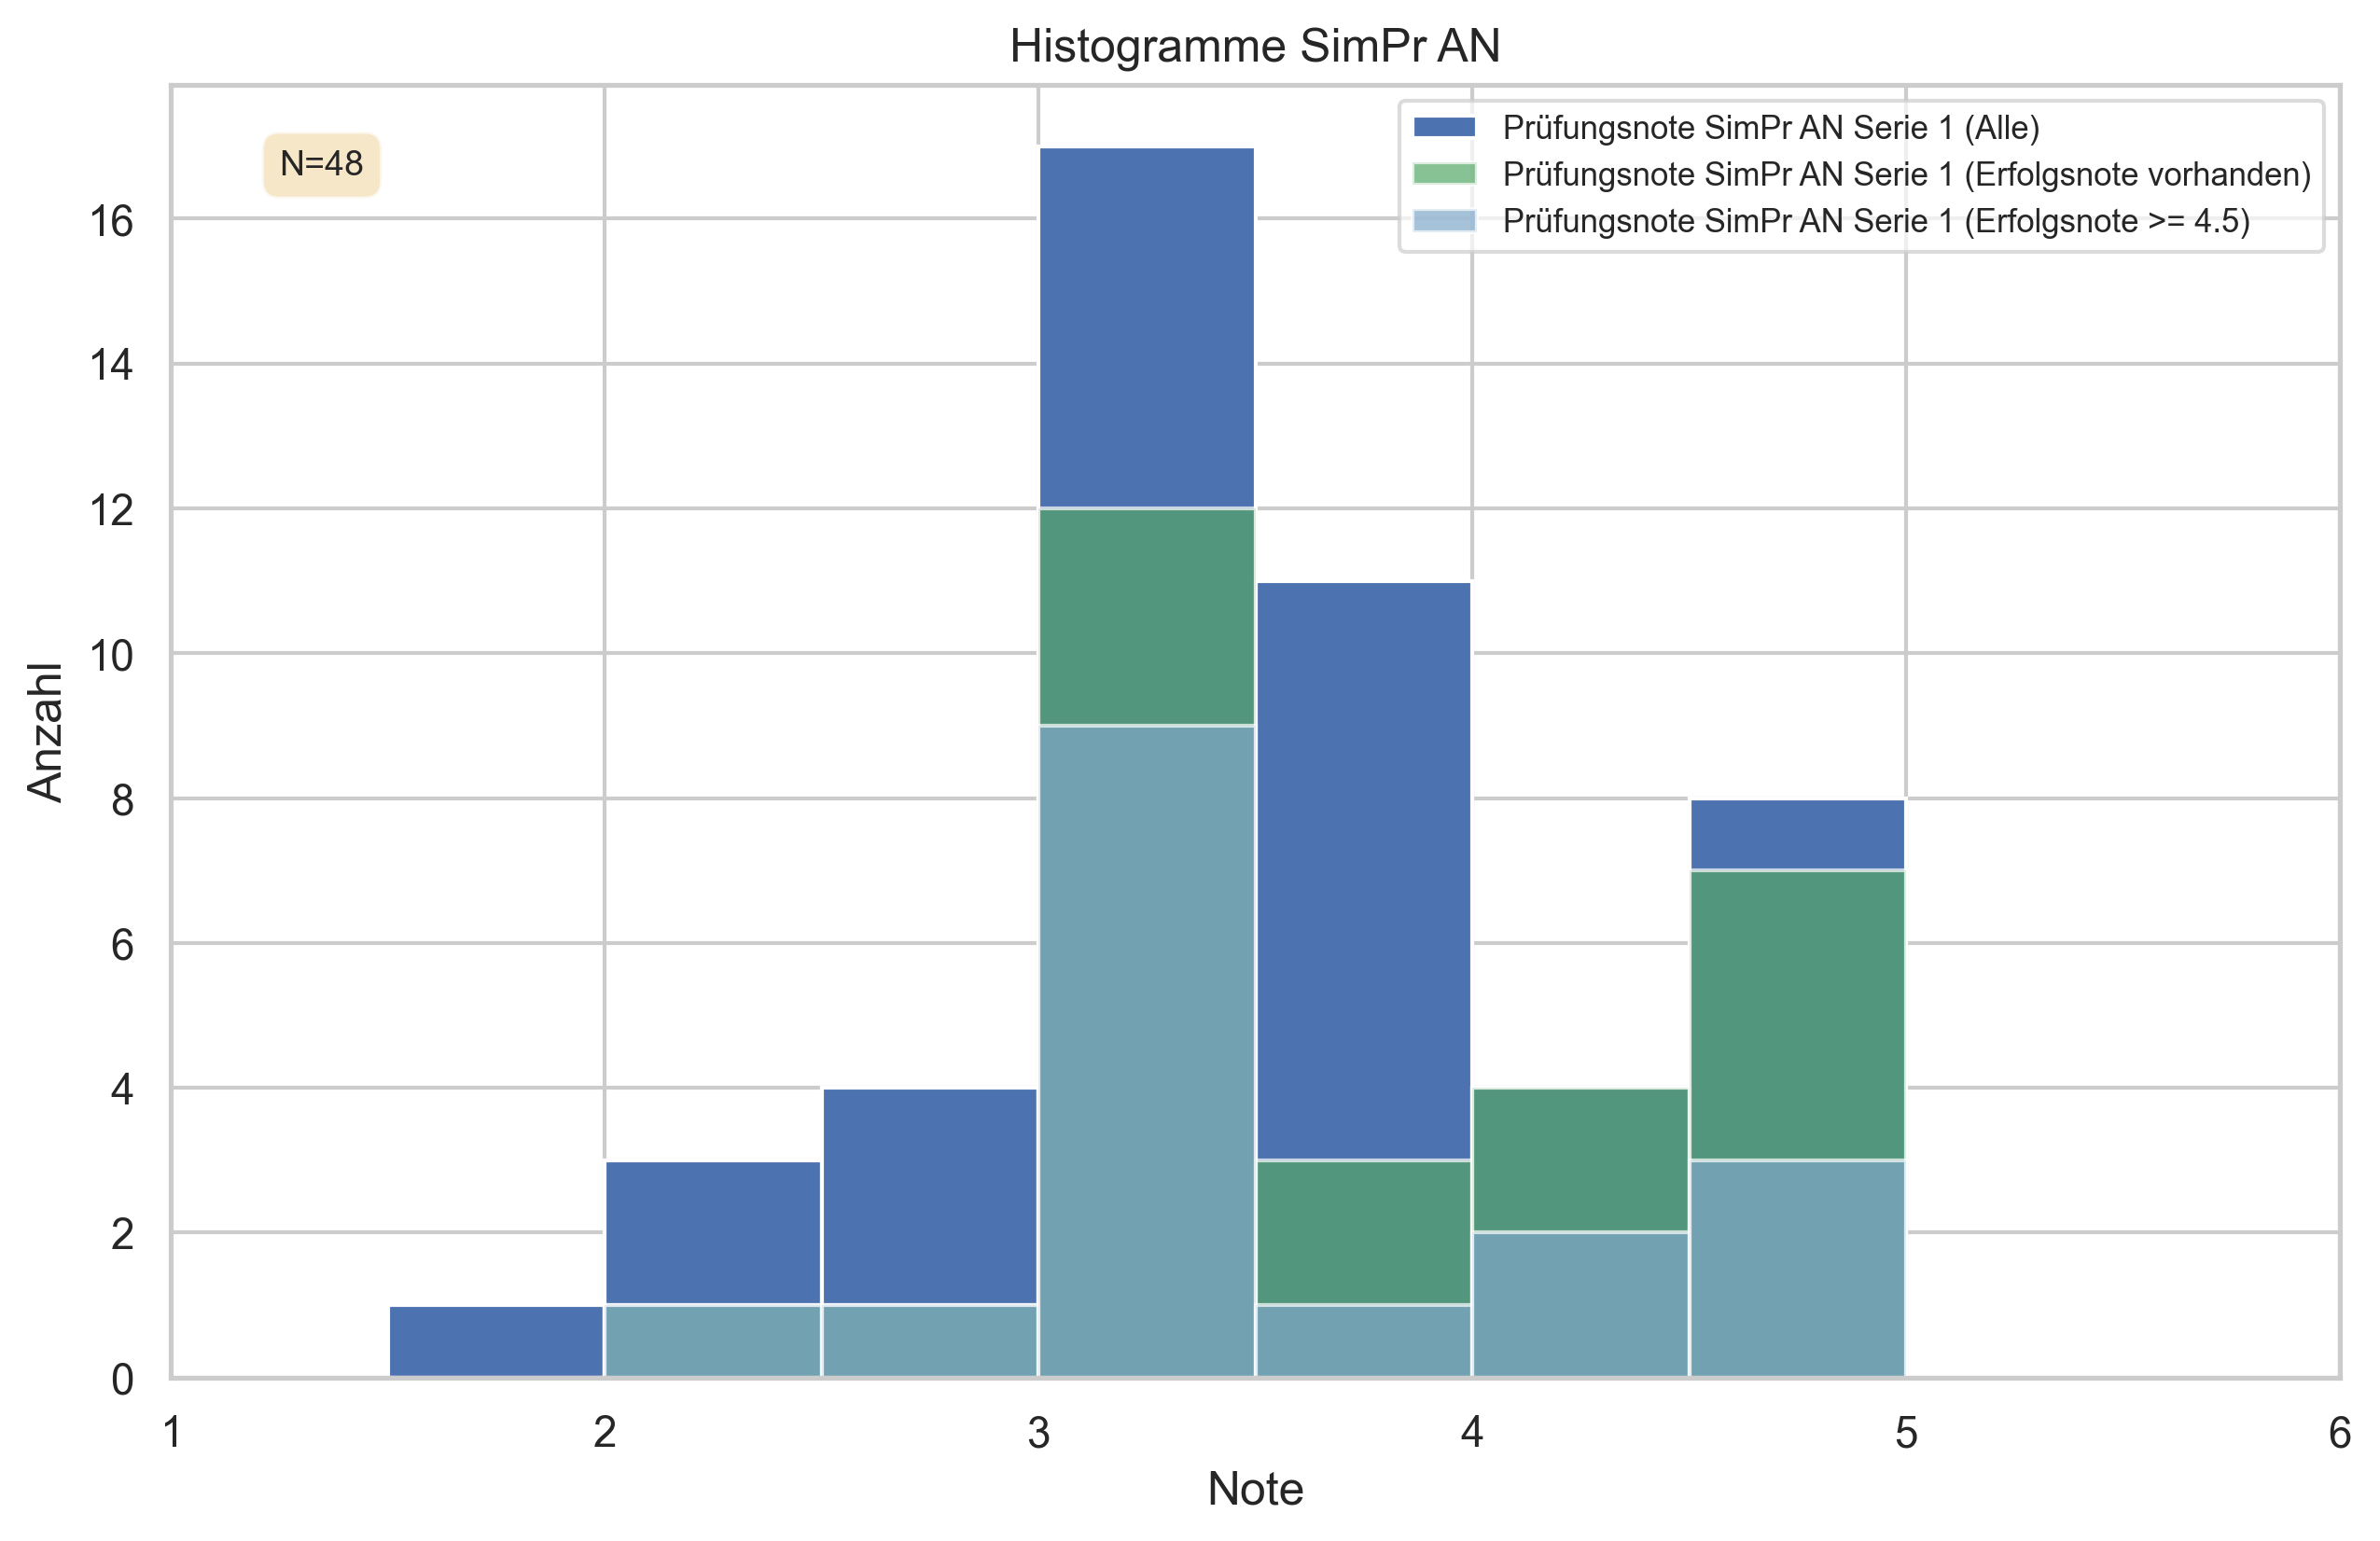 Histogramme SimPr AN
N=48
Prüfungsnote SimPr AN Serie 1 (Alle)
Prüfungsnote SimPr AN Serie 1 (Erfolgsnote vorhanden)
Prüfungsnote SimPr AN Serie 1 (Erfolgsnote >= 4.5)
Anzahl
16
14
12
10
8
6
4
2
0
1 2 3 4 5 6
Note